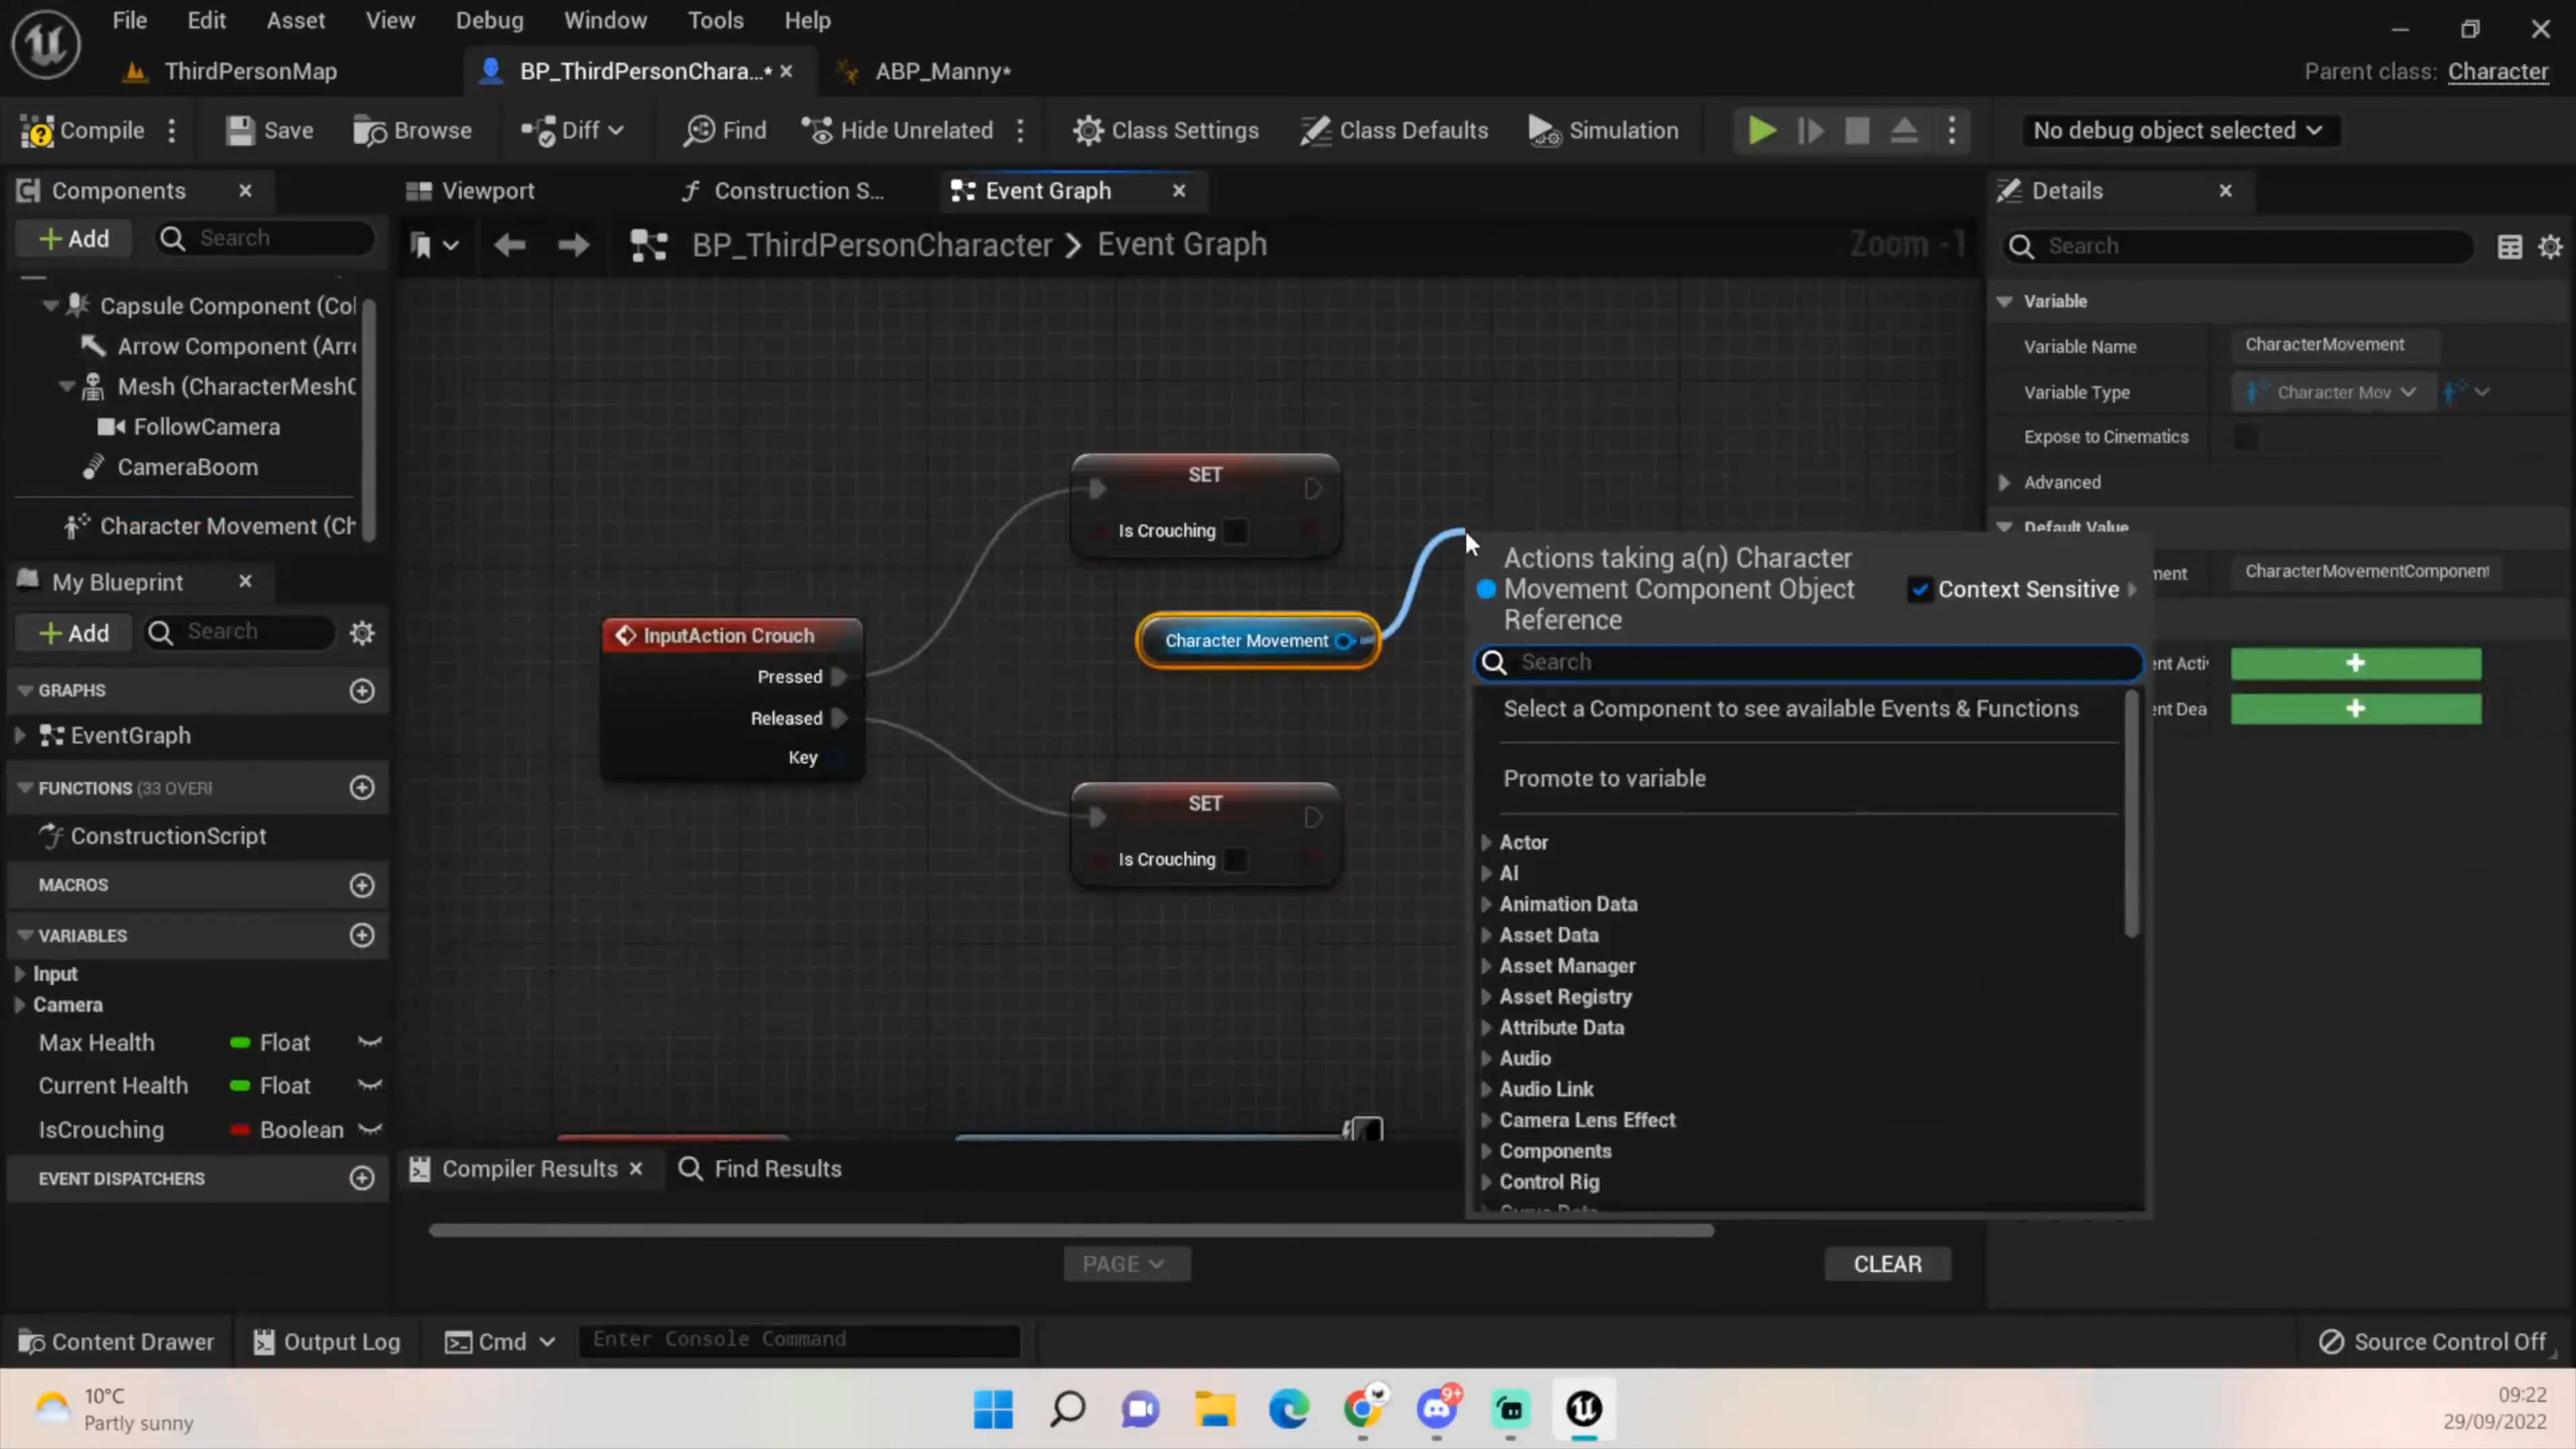 File Edit Asset View Debug Window Tools Help
ThirdPersonMap BP_ThirdPersonChara...* ABP_Manny* Parent class: Character
Compile Save Browse Diff Find Hide Unrelated Class Settings Class Defaults Simulation No debug object selected
Components Viewport Construction S... Event Graph Details
Add Search BP_ThirdPersonCharacter > Event Graph Zoom -1 Search
Capsule Component (Col
Arrow Component (Arro
Mesh (CharacterMesh0
FollowCamera
CameraBoom
Character Movement (Ch
My Blueprint
Add Search
GRAPHS
EventGraph
FUNCTIONS (33 OVERI
ConstructionScript
MACROS
VARIABLES
Input
Camera
Max Health Float
Current Health Float
IsCrouching Boolean
EVENT DISPATCHERS
SET
Is Crouching
InputAction Crouch
Pressed
Released
Key
Character Movement
SET
Is Crouching
Actions taking a(n) Character
Movement Component Object
Reference
Context Sensitive
Search
Select a Component to see available Events & Functions
Promote to variable
Actor
AI
Animation Data
Asset Data
Asset Manager
Asset Registry
Attribute Data
Audio
Audio Link
Camera Lens Effect
Components
Control Rig
Variable
Variable Name CharacterMovement
Variable Type Character Mov
Expose to Cinematics
Advanced
Default Value
ment CharacterMovementComponent
ent Acti
ent Dea
Compiler Results Find Results
PAGE CLEAR
Content Drawer Output Log Cmd Enter Console Command Source Control Off
10°C
Partly sunny
9+
09:22
29/09/2022